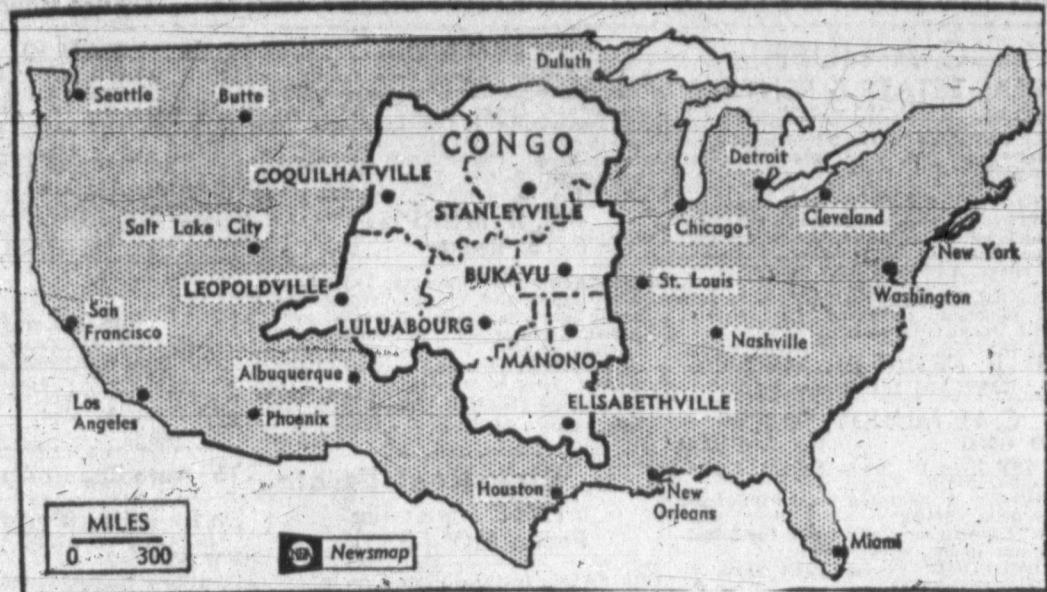 Duluth
Seattle
Butte
CONGO
Detroit
COQUILHATVILLE
STANLEYVILLE
Chicago
Cleveland
Salt Lake City
New York
BUKAVU
St. Louis
LEOPOLDVILLE
Washington
San
Francisco
LULUABOURG
Nashville
MANONO
Albuquerque
Los
Angeles
Phoenix
ELISABETHVILLE
Houston
New
Orleans
MILES
0 300
NEA Newsmap
Miami